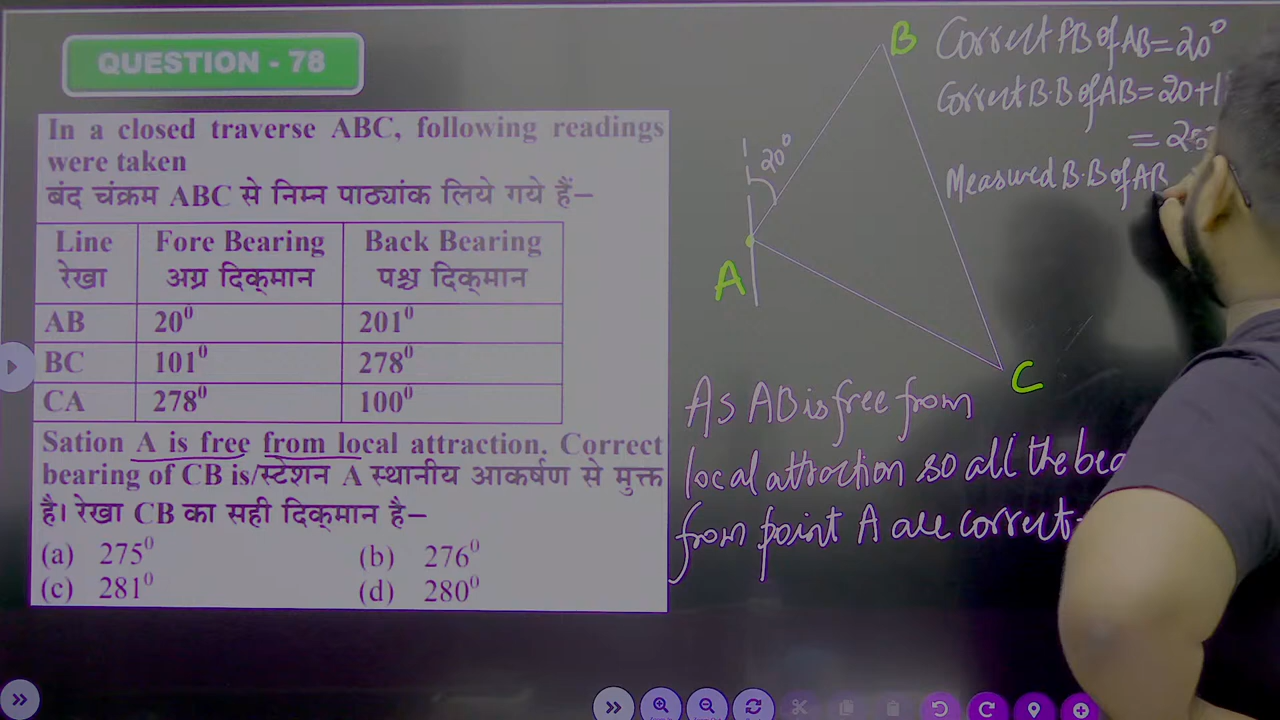 QUESTION - 78
In a closed traverse ABC, following readings
were taken
बंद चंक्रम ABC से निम्न पाठ्यांक लिये गये हैं–
Line Fore Bearing Back Bearing
रेखा अग्र दिक्‌मान पश्च दिक्‌मान
AB 20⁰ 201⁰
BC 101⁰ 278⁰
CA 278⁰ 100⁰
Sation A is free from local attraction. Correct
bearing of CB is/स्टेशन A स्थानीय आकर्षण से मुक्त
है। रेखा CB का सही दिक्‌मान है–
(a) 275⁰ (b) 276⁰
(c) 281⁰ (d) 280⁰
B
20⁰
A
C
Correct FB of AB = 20⁰
Correct B B of AB = 20+1
= 20
Measured B.B of AB
As AB is free from
local attraction so all the bea
from point A are correct-